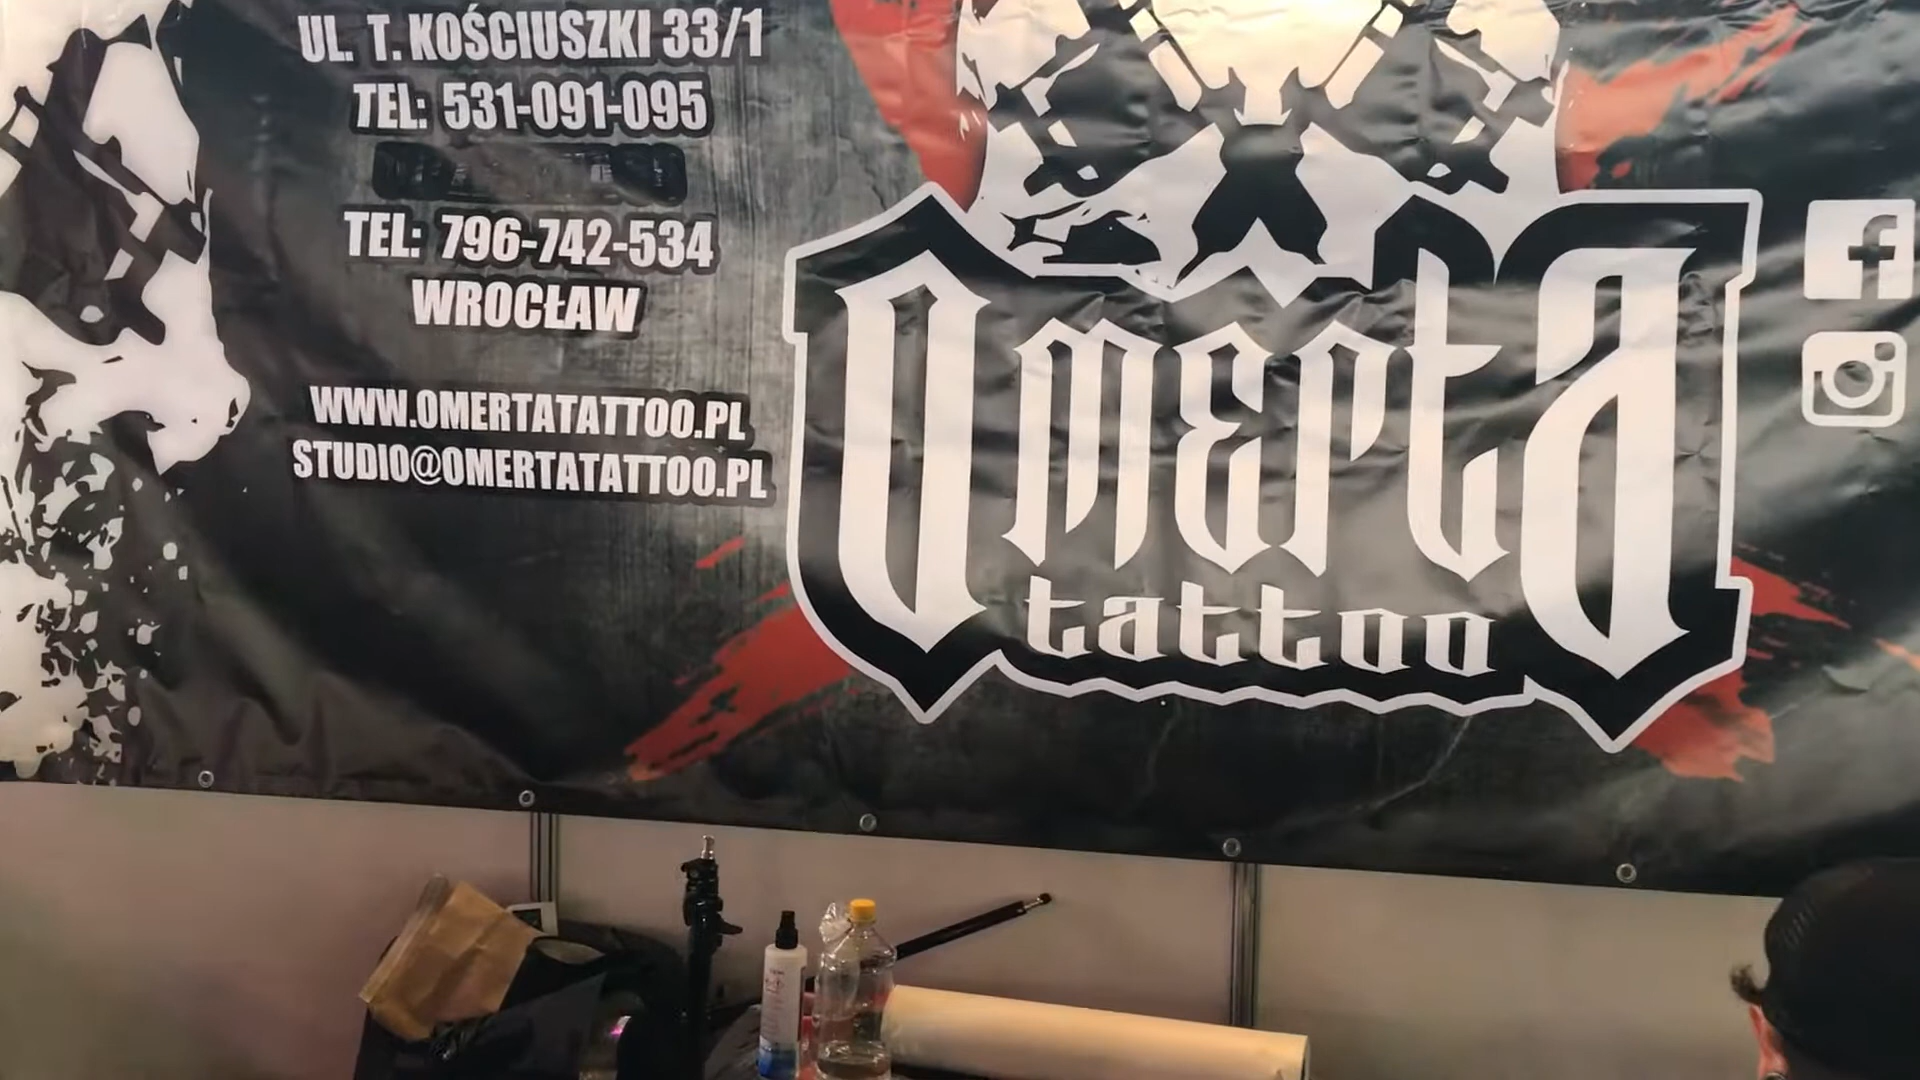 UL. T. KOŚCIUSZKI 33/1
TEL: 531-091-095
TEL: 796-742-534
WROCŁAW
WWW.OMERTATATTOO.PL
STUDIO@OMERTATATTOO.PL
Omerta
tattoo
f